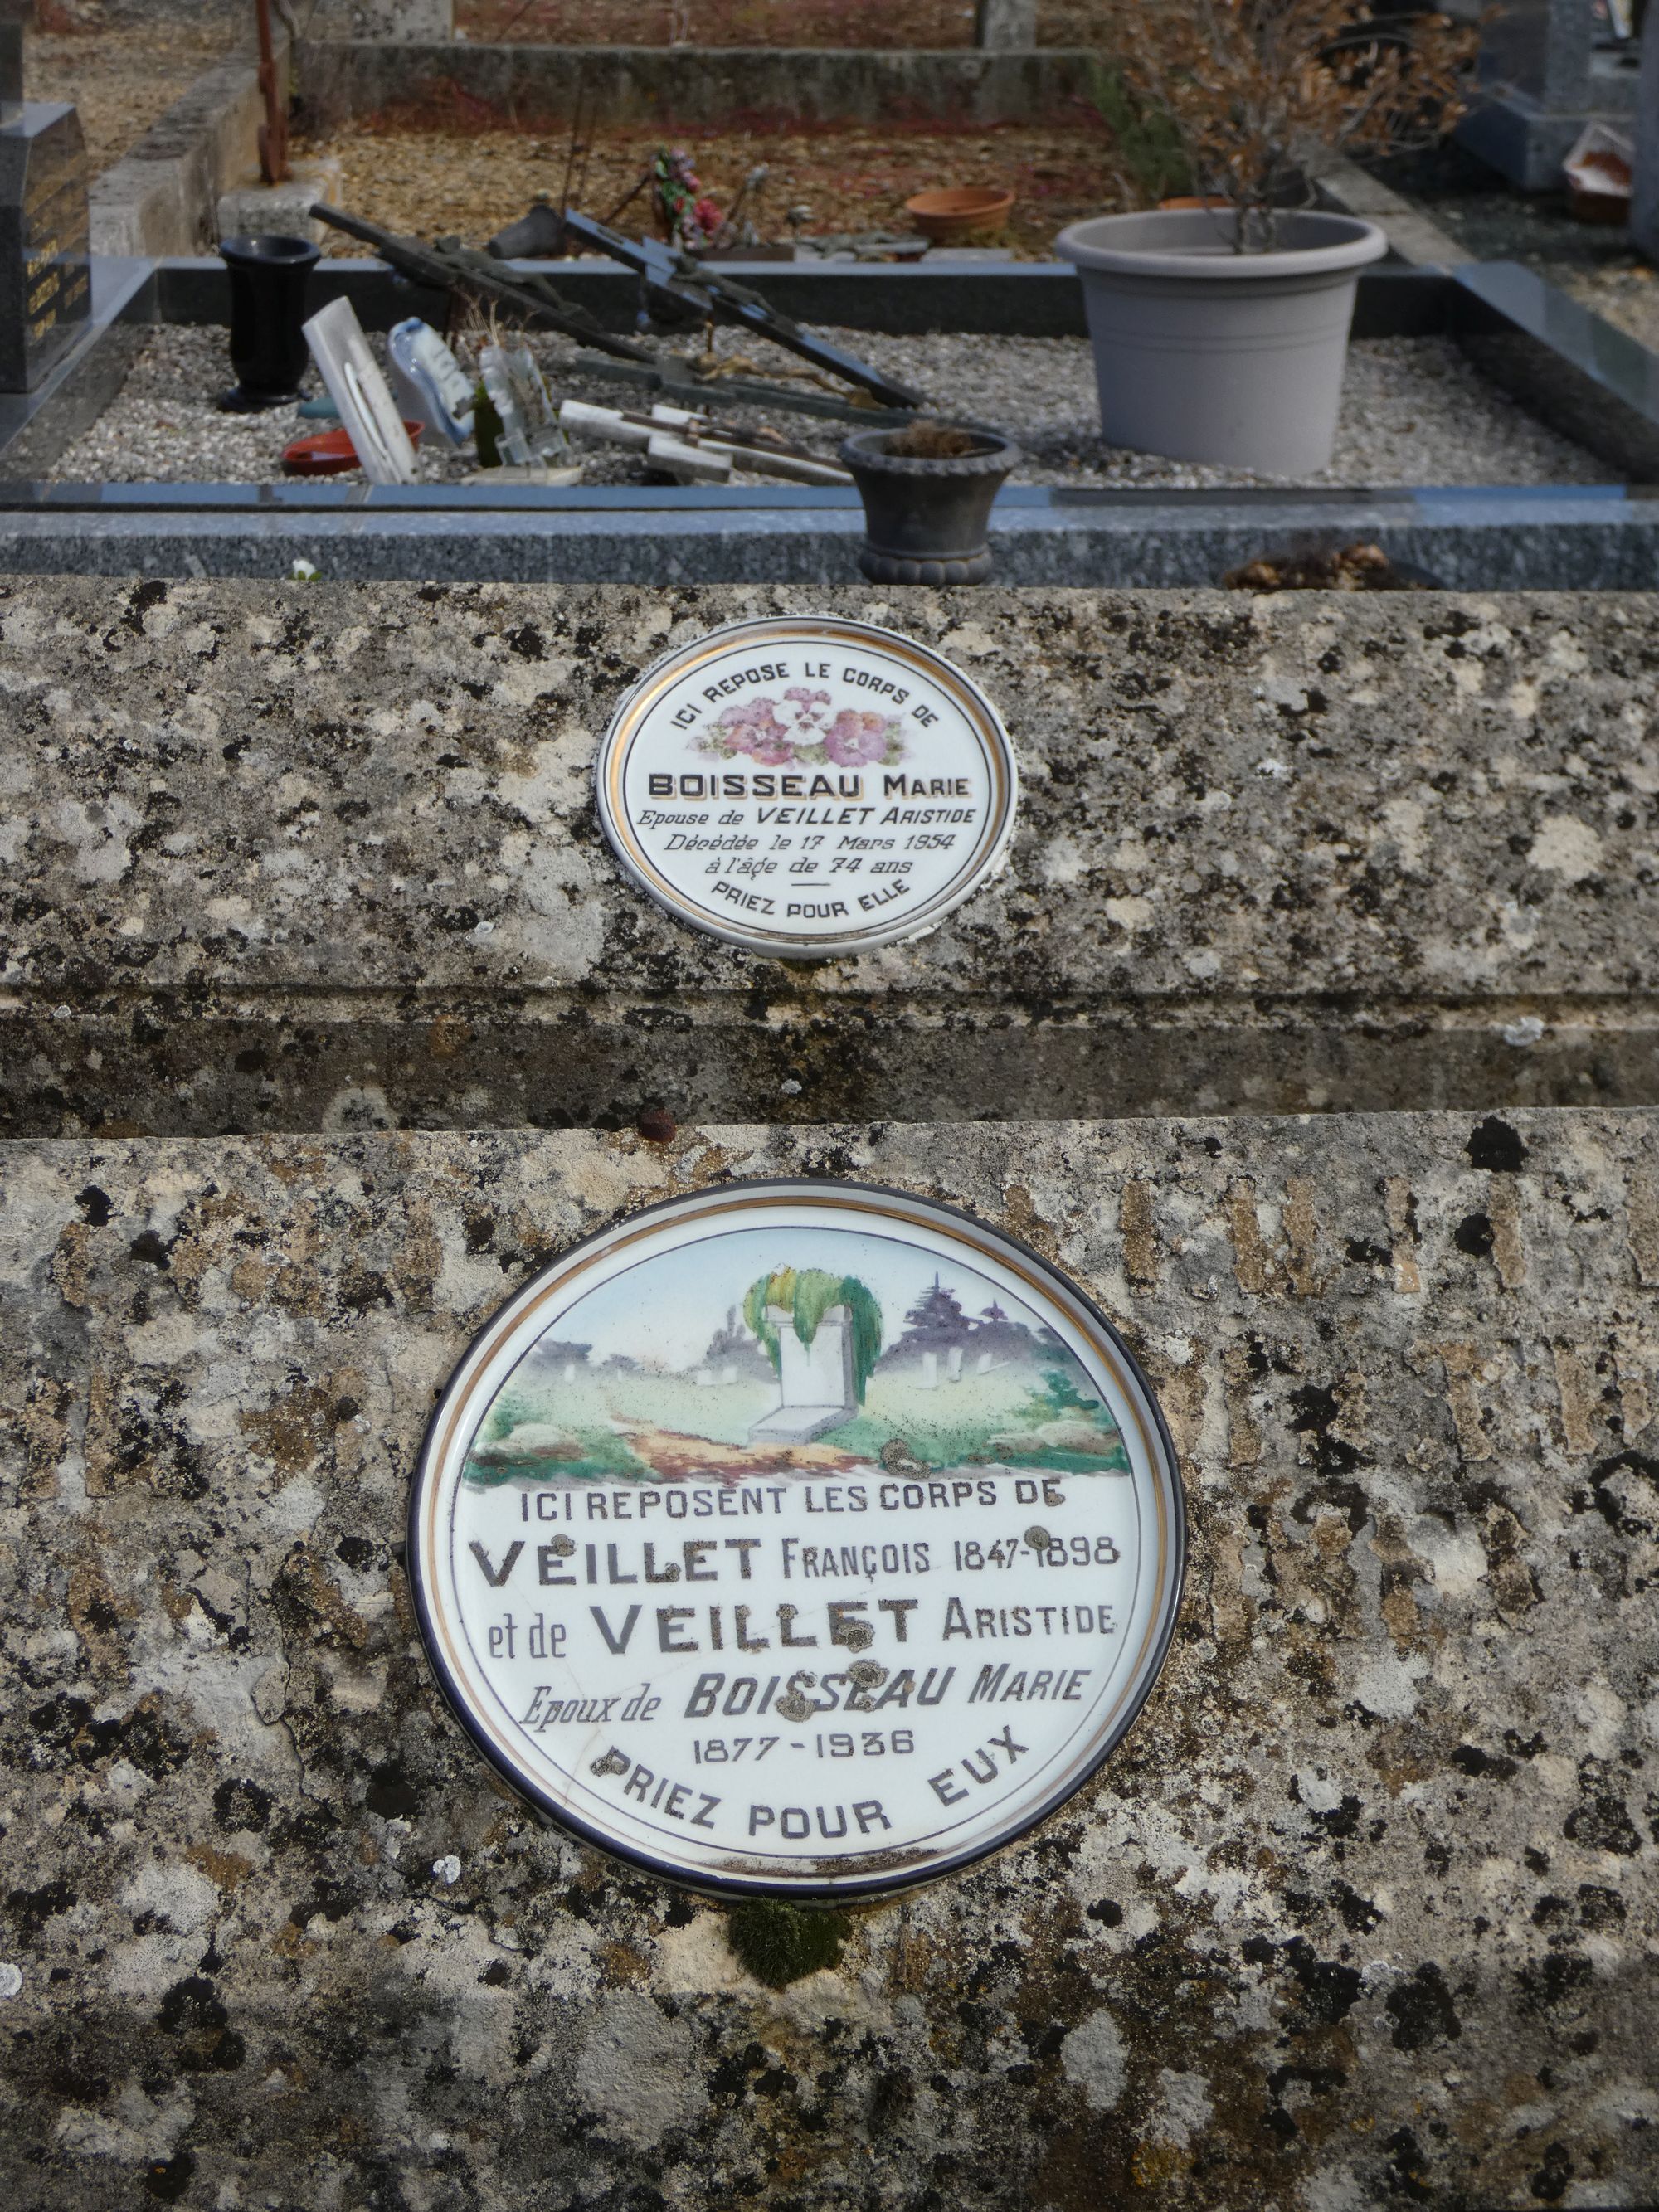 ICI REPOSE LE CORPS DE
BOISSEAU MARIE
Epouse de VEILLET ARISTIDE
Décédée le 17 Mars 1954
à l'âge de 74 ans
PRIEZ POUR ELLE
ICI REPOSENT LES CORPS DE
VEILLET FRANÇOIS 1847-1898
et de VEILLET ARISTIDE
Epoux de BOISSEAU MARIE
1877-1936
PRIEZ POUR EUX